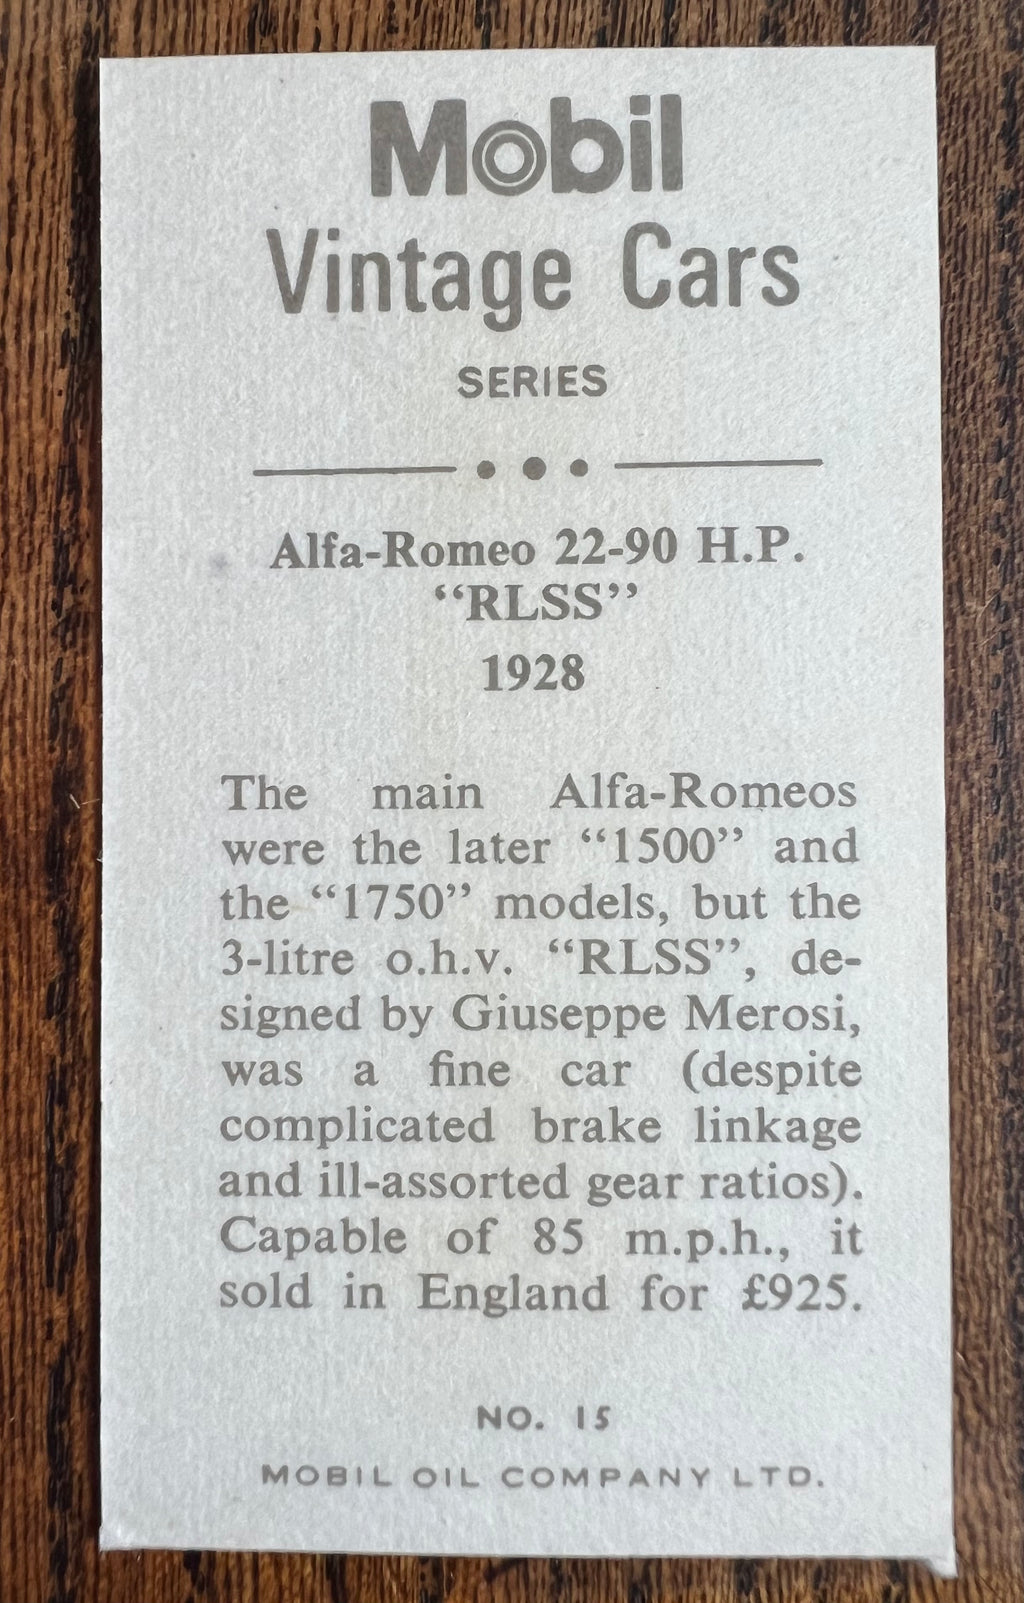 Mobil
Vintage Cars
SERIES
Alfa-Romeo 22-90 H.P.
“RLSS”
1928
The main Alfa-Romeos
were the later “1500” and
the “1750” models, but the
3-litre o.h.v. “RLSS”, de-
signed by Giuseppe Merosi,
was a fine car (despite
complicated brake linkage
and ill-assorted gear ratios).
Capable of 85 m.p.h., it
sold in England for £925.
NO. 15
MOBIL OIL COMPANY LTD.